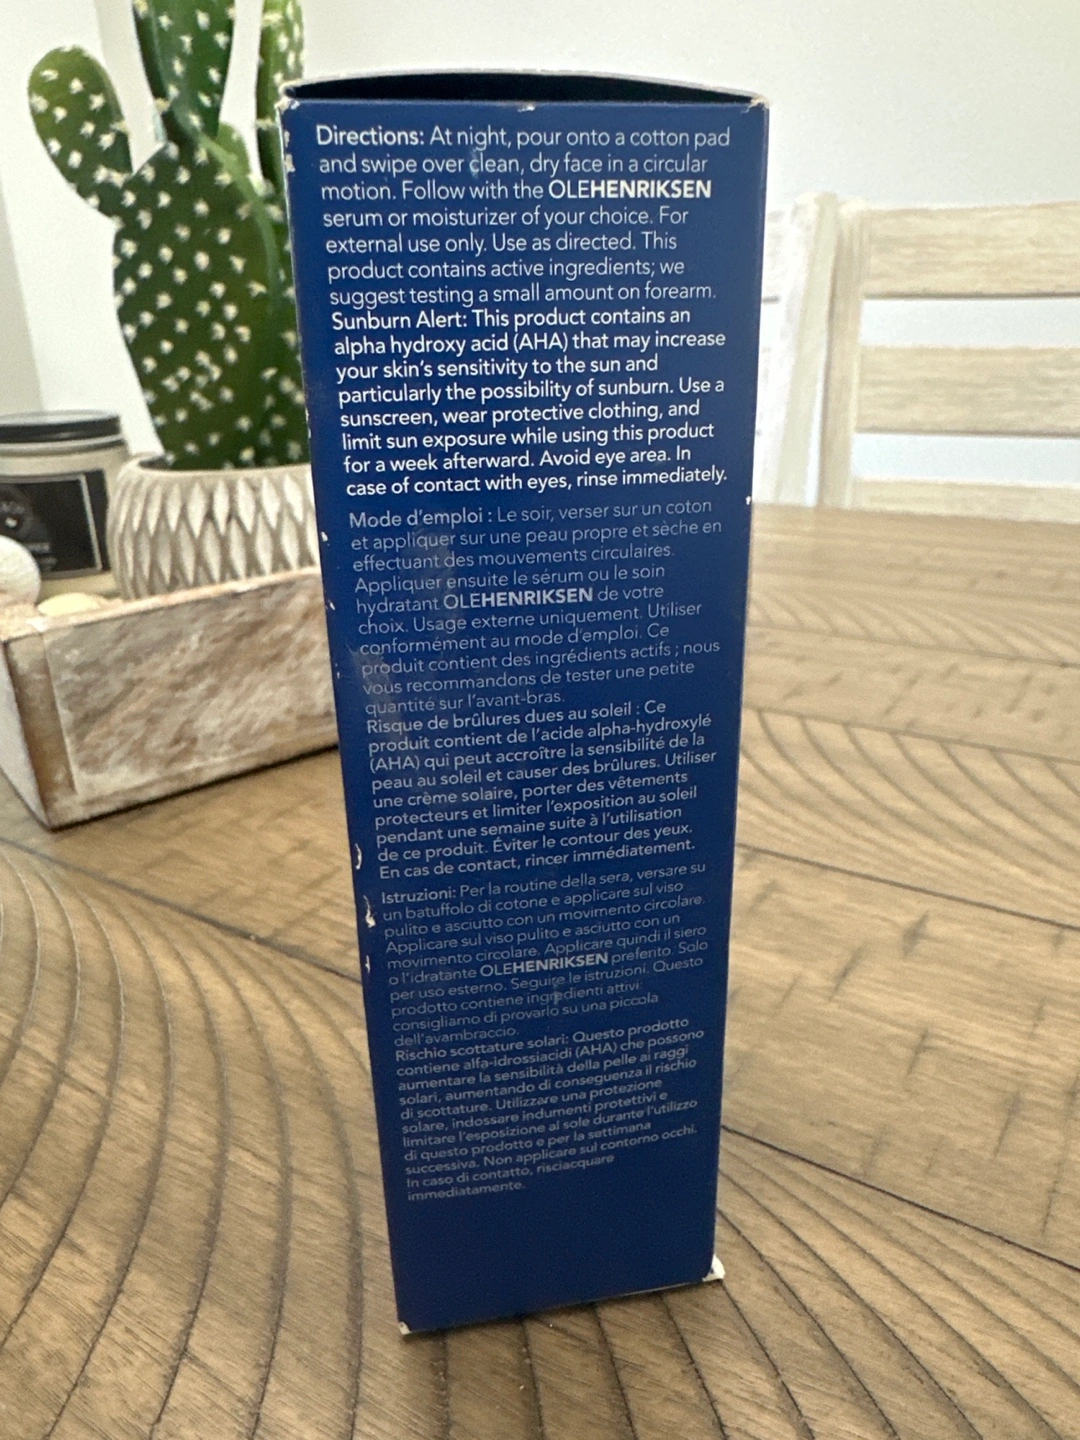 Directions: At night, pour onto a cotton pad
and swipe over clean, dry face in a circular
motion. Follow with the OLEHENRIKSEN
serum or moisturizer of your choice. For
external use only. Use as directed. This
product contains active ingredients; we
suggest testing a small amount on forearm.
Sunburn Alert: This product contains an
alpha hydroxy acid (AHA) that may increase
your skin's sensitivity to the sun and
particularly the possibility of sunburn. Use a
sunscreen, wear protective clothing, and
limit sun exposure while using this product
for a week afterward. Avoid eye area. In
case of contact with eyes, rinse immediately.
Mode d'emploi : Le soir, verser sur un coton
et appliquer sur une peau propre et sèche en
effectuant des mouvements circulaires.
Appliquer ensuite le sérum ou le soin
hydratant OLEHENRIKSEN de votre
choix. Usage externe uniquement. Utiliser
conformément au mode d'emploi. Ce
produit contient des ingrédients actifs ; nous
vous recommandons de tester une petite
quantité sur l'avant-bras.
Risque de brûlures dues au soleil : Ce
produit contient de l'acide alpha-hydroxylé
(AHA) qui peut accroître la sensibilité de la
peau au soleil et causer des brûlures. Utiliser
une crème solaire, porter des vêtements
protecteurs et limiter l'exposition au soleil
pendant une semaine suite à l'utilisation
de ce produit. Éviter le contour des yeux.
En cas de contact, rincer immédiatement.
Istruzioni: Per la routine della sera, versare su
un batuffolo di cotone e applicare sul viso
pulito e asciutto con un movimento circolare.
Applicare sul viso pulito e asciutto con un
movimento circolare. Applicare quindi il siero
o l'idratante OLEHENRIKSEN preferito. Solo
per uso esterno. Seguire le istruzioni. Questo
prodotto contiene ingredienti attivi:
consigliamo di provarlo su una piccola
dell'avambraccio.
Rischio scottature solari: Questo prodotto
contiene alfa-idrossiacidi (AHA) che possono
aumentare la sensibilità della pelle ai raggi
solari, aumentando di conseguenza il rischio
di scottature. Utilizzare una protezione
solare, indossare indumenti protettivi e
limitare l'esposizione al sole durante l'utilizzo
di questo prodotto e per la settimana
successiva. Non applicare sul contorno occhi.
In caso di contatto, risciacquare
immediatamente.